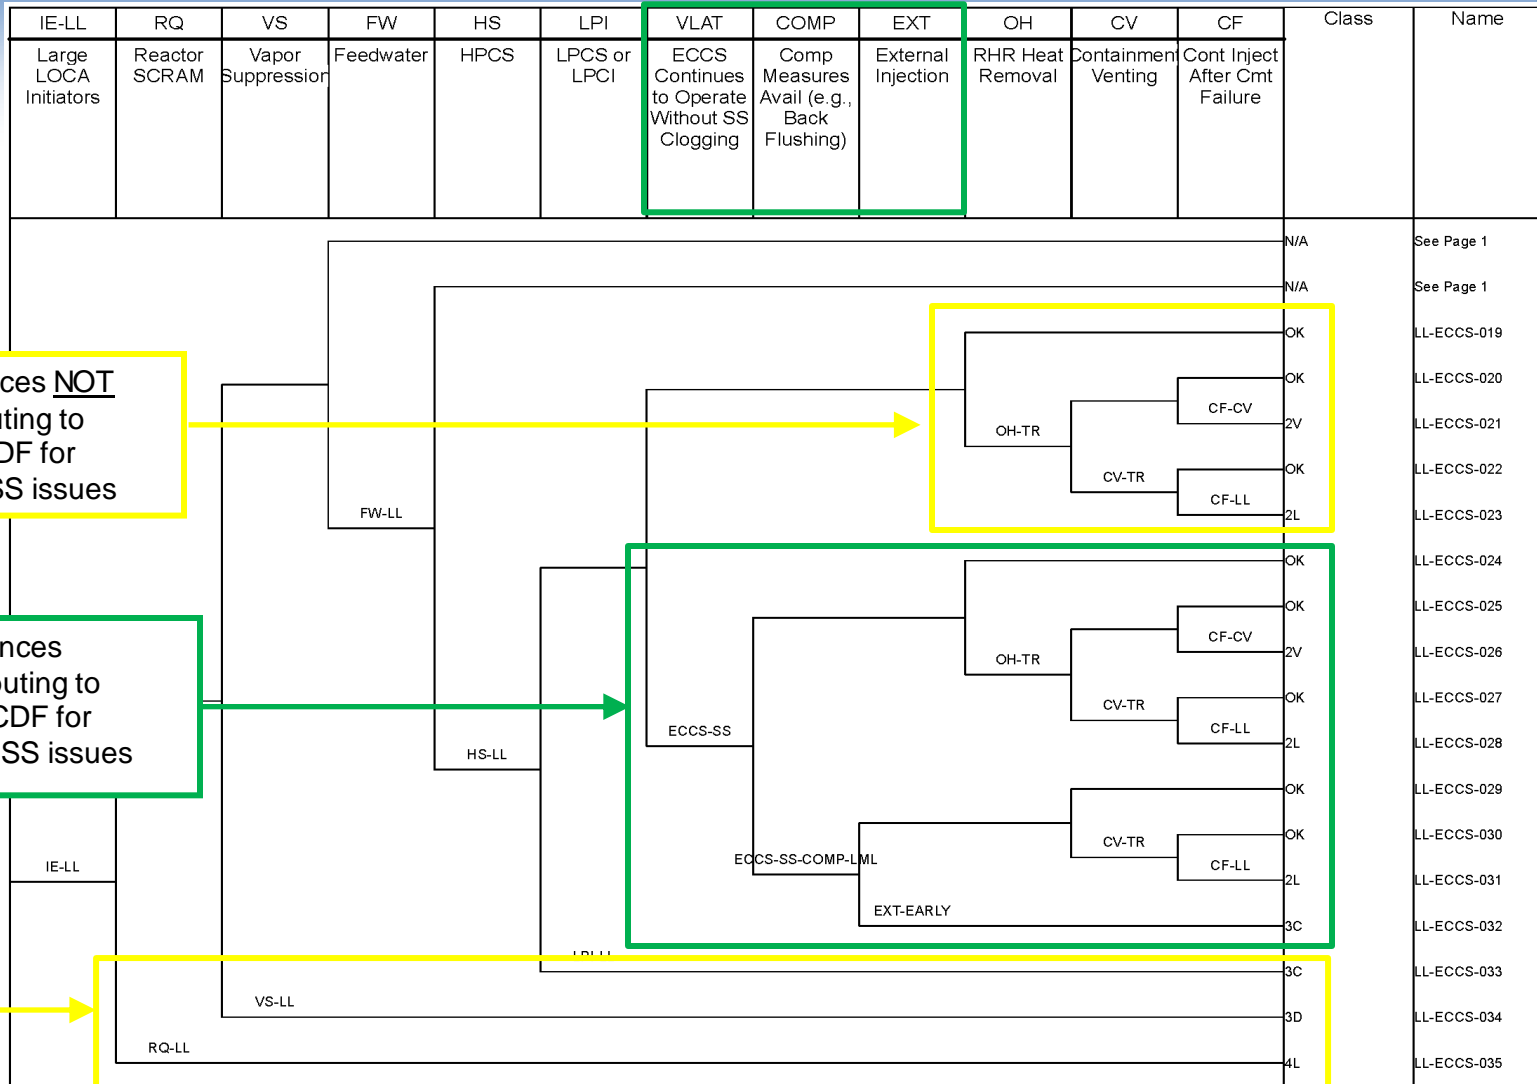 IE-LL RQ VS FW HS LPI VLAT COMP EXT OH CV CF Class Name
Large
LOCA
Initiators
Reactor
SCRAM
Vapor
Suppression
Feedwater
HPCS
LPCS or
LPCI
ECCS
Continues
to Operate
Without SS
Clogging
Comp
Measures
Avail (e.g.,
Back
Flushing)
External
Injection
RHR Heat
Removal
Containment
Venting
Cont Inject
After Cmt
Failure
N/A See Page 1
N/A See Page 1
OK LL-ECCS-019
OK LL-ECCS-020
CF-CV
2V LL-ECCS-021
OH-TR
OK LL-ECCS-022
CV-TR
CF-LL
2L LL-ECCS-023
ces NOT
uting to
DF for
SS issues
FW-LL
OK LL-ECCS-024
OK LL-ECCS-025
CF-CV
2V LL-ECCS-026
OH-TR
OK LL-ECCS-027
CV-TR
CF-LL
2L LL-ECCS-028
nces
outing to
CDF for
SS issues
ECCS-SS
HS-LL
OK LL-ECCS-029
OK LL-ECCS-030
CV-TR
CF-LL
2L LL-ECCS-031
ECCS-SS-COMP-LML
IE-LL
EXT-EARLY
3C LL-ECCS-032
3C LL-ECCS-033
VS-LL
3D LL-ECCS-034
RQ-LL
4L LL-ECCS-035